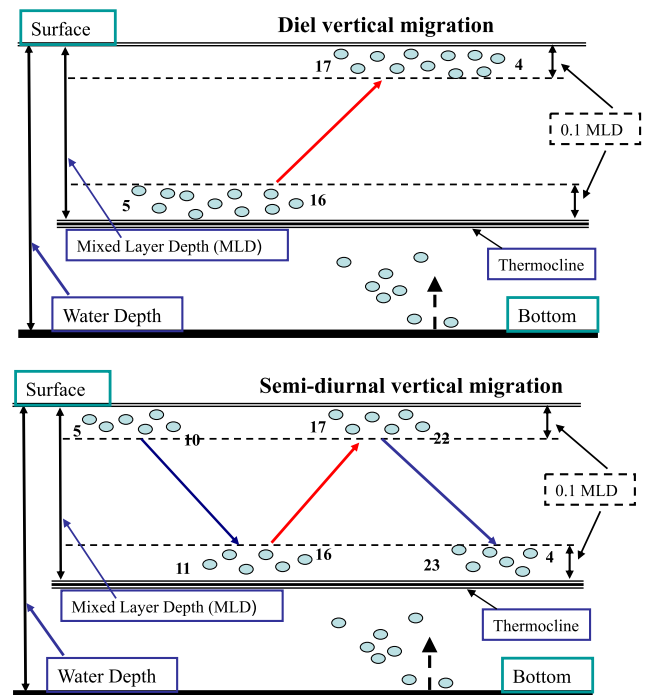 Surface
Diel vertical migration
17
4
0.1 MLD
5
16
Mixed Layer Depth (MLD)
Thermocline
Water Depth
Bottom
Surface
Semi-diurnal vertical migration
5
10
17
22
0.1 MLD
11
16
23
4
Mixed Layer Depth (MLD)
Thermocline
Water Depth
Bottom